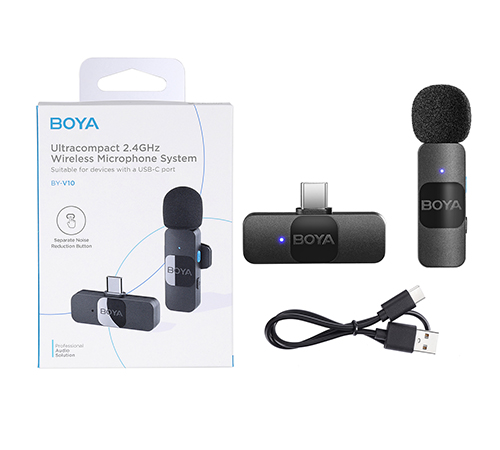 BOYA
Ultracompact 2.4GHz
Wireless Microphone System
Suitable for devices with a USB-C port
BY-V10
Separate Noise
Reduction Button
BOYA
BOYA
Professional
Audio
Solution
BOYA
BOYA